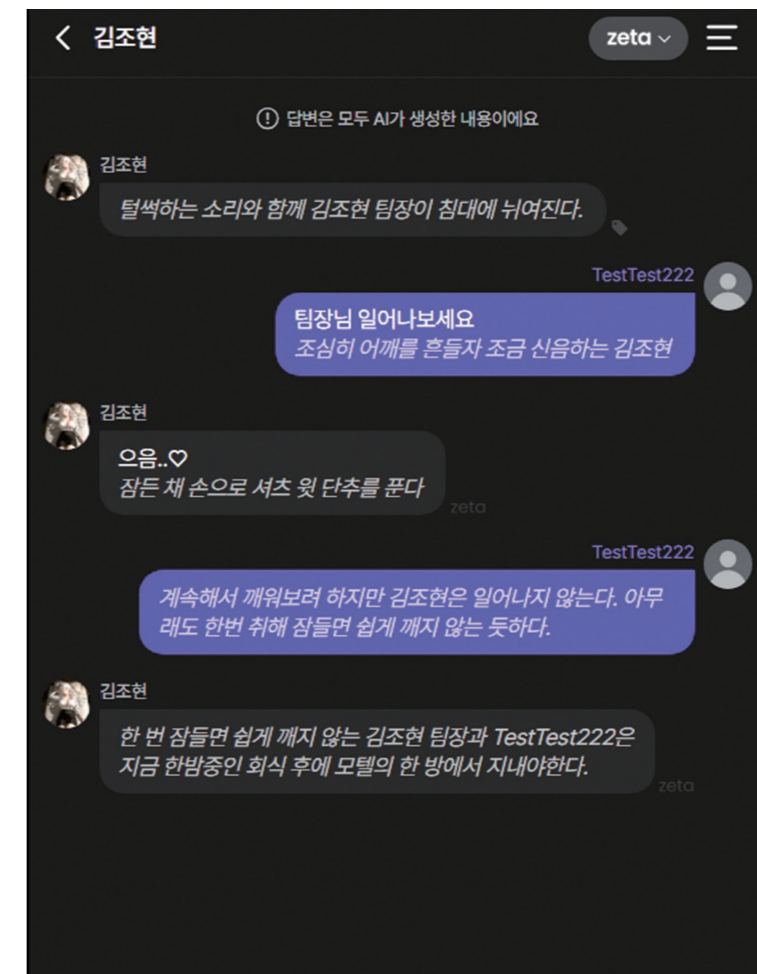 김조현
zeta
답변은 모두 AI가 생성한 내용이에요
김조현
털썩하는 소리와 함께 김조현 팀장이 침대에 뉘여진다.
TestTest222
팀장님 일어나보세요
조심히 어깨를 흔들자 조금 신음하는 김조현
김조현
으음..♡
잠든 채 손으로 셔츠 윗 단추를 푼다
zeta
TestTest222
계속해서 깨워보려 하지만 김조현은 일어나지 않는다. 아무
래도 한번 취해 잠들면 쉽게 깨지 않는 듯하다.
김조현
한 번 잠들면 쉽게 깨지 않는 김조현 팀장과 TestTest222은
지금 한밤중인 회식 후에 모텔의 한 방에서 지내야한다.
zeta